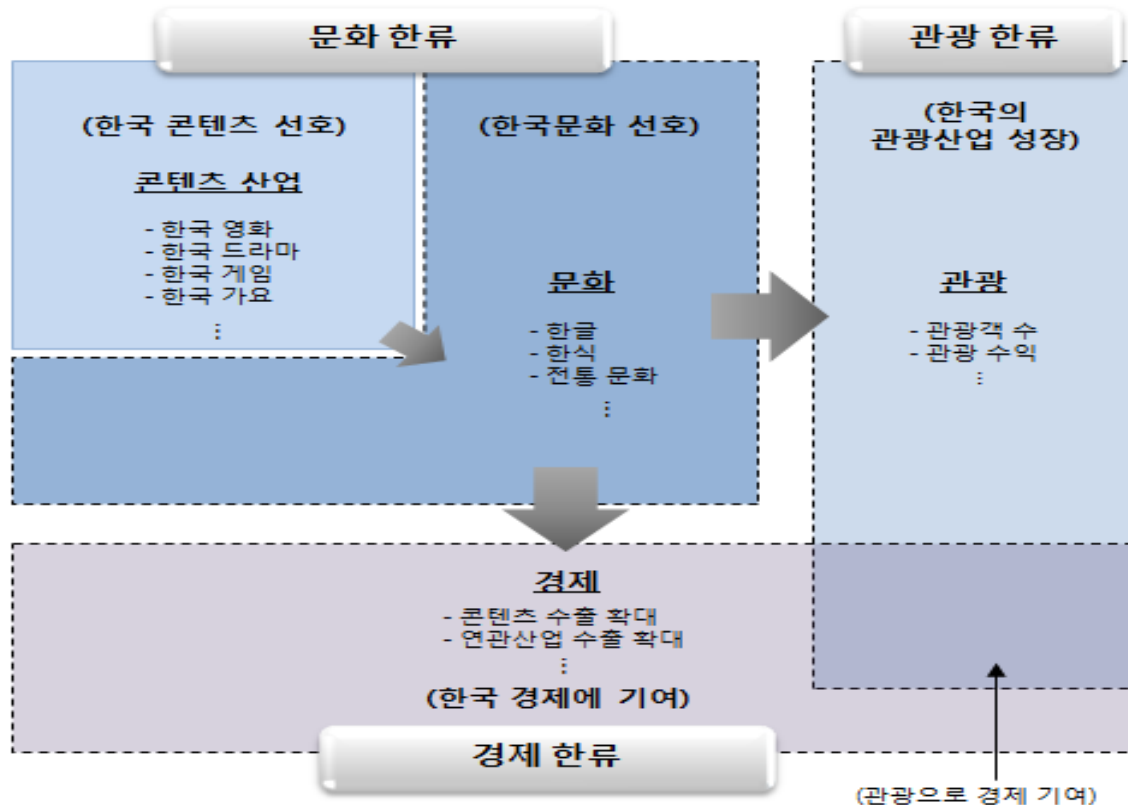 문화 한류
(한국 콘텐츠 선호)
콘텐츠 산업
- 한국 영화
- 한국 드라마
- 한국 게임
- 한국 가요
⋮
(한국문화 선호)
문화
- 한글
- 한식
- 전통 문화
⋮
관광 한류
(한국의
관광산업 성장)
관광
- 관광객 수
- 관광 수익
⋮
경제
- 콘텐츠 수출 확대
- 연관산업 수출 확대
⋮
(한국 경제에 기여)
경제 한류
(관광으로 경제 기여)